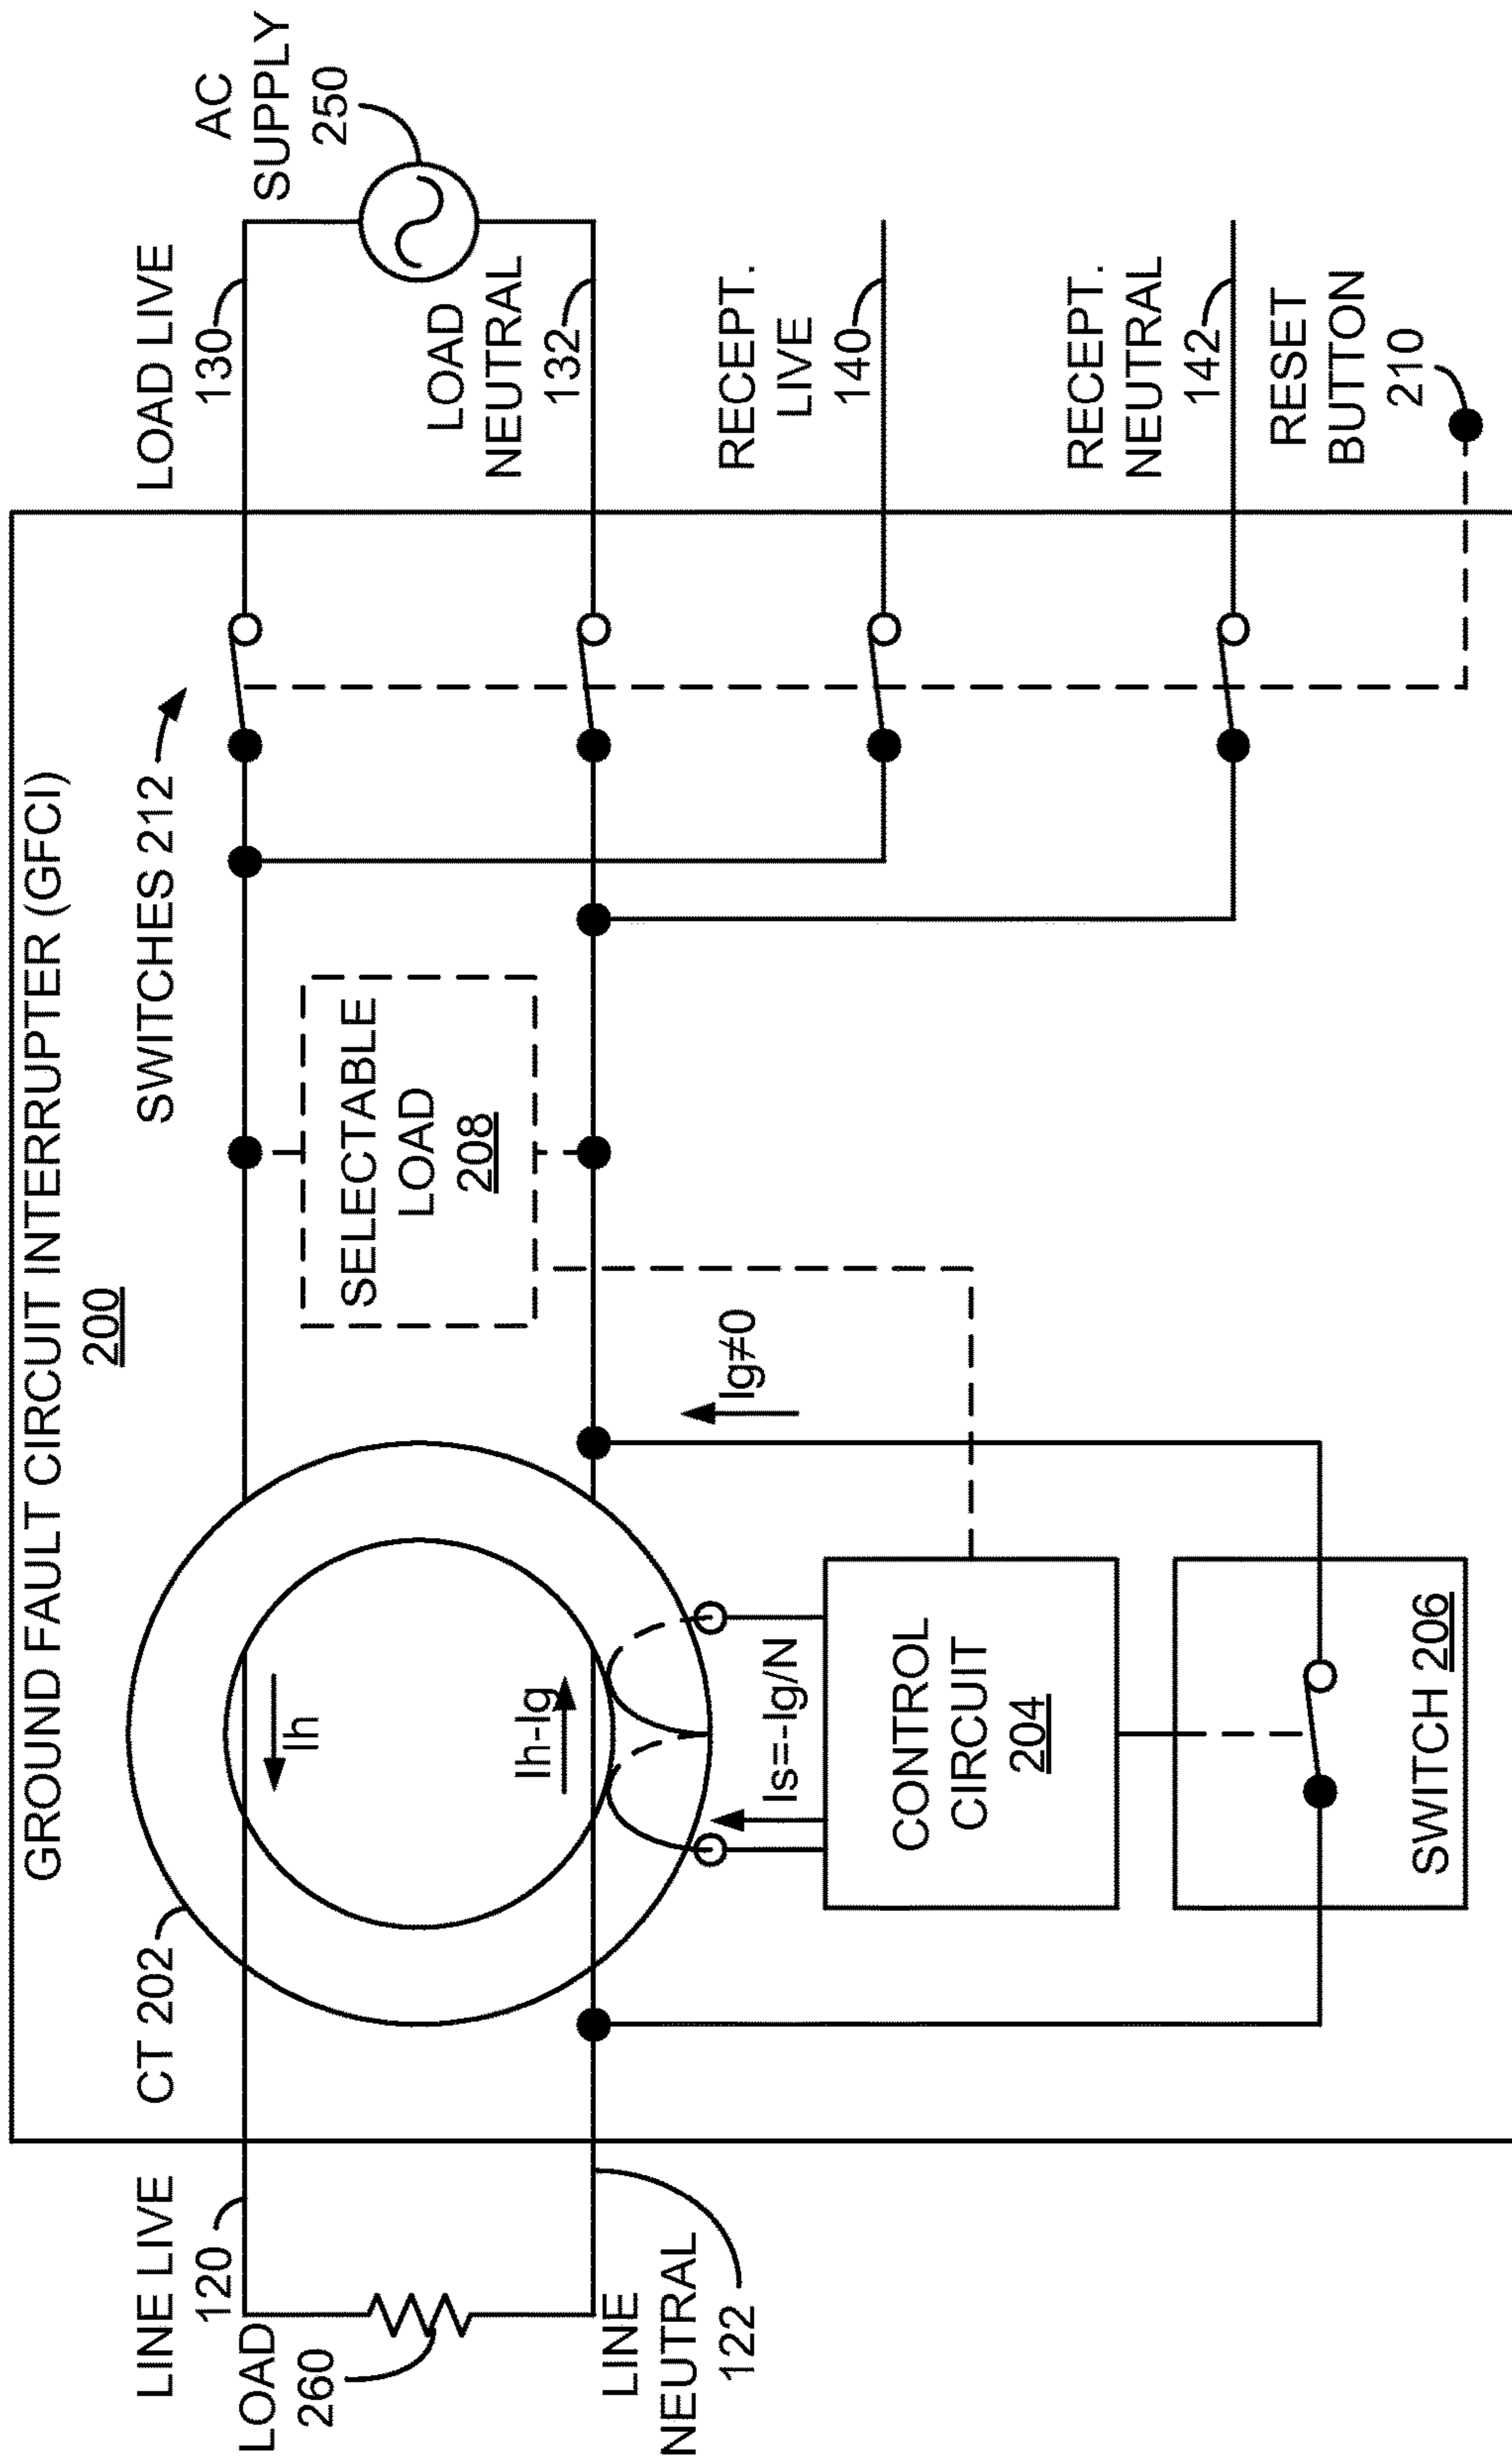 GROUND FAULT CIRCUIT INTERRUPTER (GFCI)
200
LINE LIVE
120
LOAD
260
LINE
NEUTRAL
122
CT 202
Ih
Ih-Ig
Is=-Ig/N
Ig≠0
CONTROL
CIRCUIT
204
SWITCH 206
SELECTABLE
LOAD
208
SWITCHES 212
LOAD LIVE
130
AC
SUPPLY
250
LOAD
NEUTRAL
132
RECEPT.
LIVE
140
RECEPT.
NEUTRAL
142
RESET
BUTTON
210